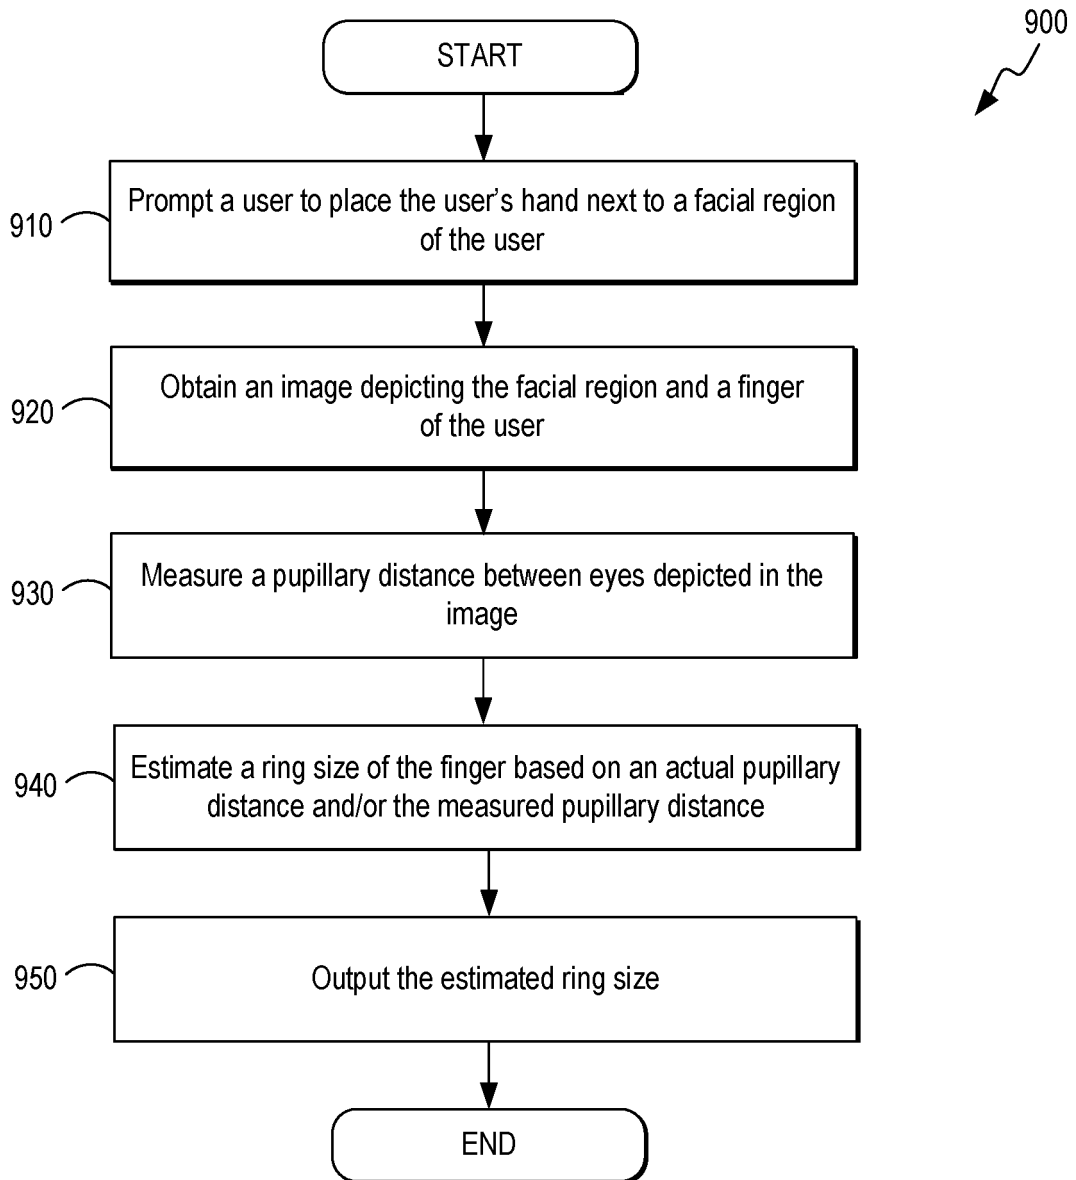 900
START
910
Prompt a user to place the user’s hand next to a facial region
of the user
920
Obtain an image depicting the facial region and a finger
of the user
930
Measure a pupillary distance between eyes depicted in the
image
940
Estimate a ring size of the finger based on an actual pupillary
distance and/or the measured pupillary distance
950
Output the estimated ring size
END